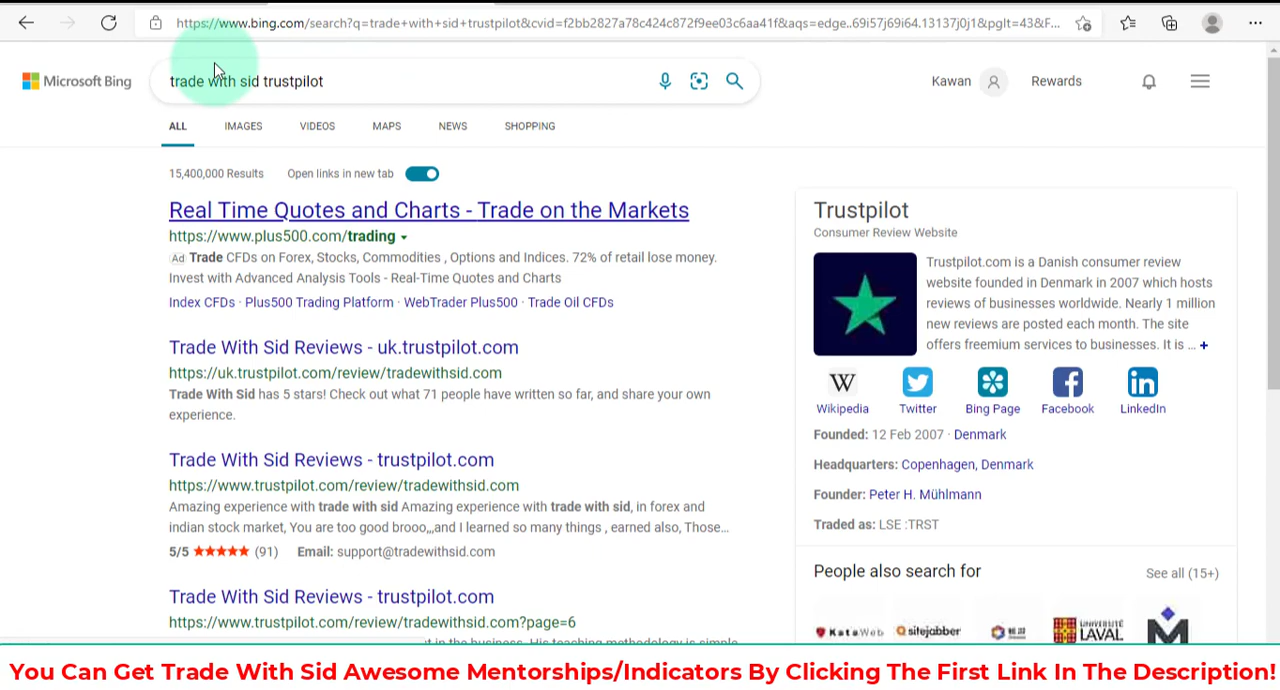 https://www.bing.com/search?q=trade+with+sid+trustpilot&cvid=f2bb2827a78c424c872f9ee03c6aa41f&aqs=edge..69i57j69i64.13137j0j1&pglt=43&F...
Microsoft Bing
trade with sid trustpilot
Kawan
Rewards
ALL IMAGES VIDEOS MAPS NEWS SHOPPING
15,400,000 Results Open links in new tab
Real Time Quotes and Charts - Trade on the Markets
https://www.plus500.com/trading
Ad Trade CFDs on Forex, Stocks, Commodities , Options and Indices. 72% of retail lose money.
Invest with Advanced Analysis Tools - Real-Time Quotes and Charts
Index CFDs · Plus500 Trading Platform · WebTrader Plus500 · Trade Oil CFDs
Trade With Sid Reviews - uk.trustpilot.com
https://uk.trustpilot.com/review/tradewithsid.com
Trade With Sid has 5 stars! Check out what 71 people have written so far, and share your own
experience.
Trade With Sid Reviews - trustpilot.com
https://www.trustpilot.com/review/tradewithsid.com
Amazing experience with trade with sid Amazing experience with trade with sid, in forex and
indian stock market, You are too good brooo,,,and I learned so many things , earned also, Those...
5/5 (91) Email: support@tradewithsid.com
Trade With Sid Reviews - trustpilot.com
https://www.trustpilot.com/review/tradewithsid.com?page=6
in the business. His teaching methodology is simple
Trustpilot
Consumer Review Website
Trustpilot.com is a Danish consumer review
website founded in Denmark in 2007 which hosts
reviews of businesses worldwide. Nearly 1 million
new reviews are posted each month. The site
offers freemium services to businesses. It is ... +
W
Wikipedia Twitter Bing Page Facebook LinkedIn
Founded: 12 Feb 2007 · Denmark
Headquarters: Copenhagen, Denmark
Founder: Peter H. Mühlmann
Traded as: LSE :TRST
People also search for See all (15+)
KataWeb sitejabber UNIVERSITÉ
LAVAL
You Can Get Trade With Sid Awesome Mentorships/Indicators By Clicking The First Link In The Description!